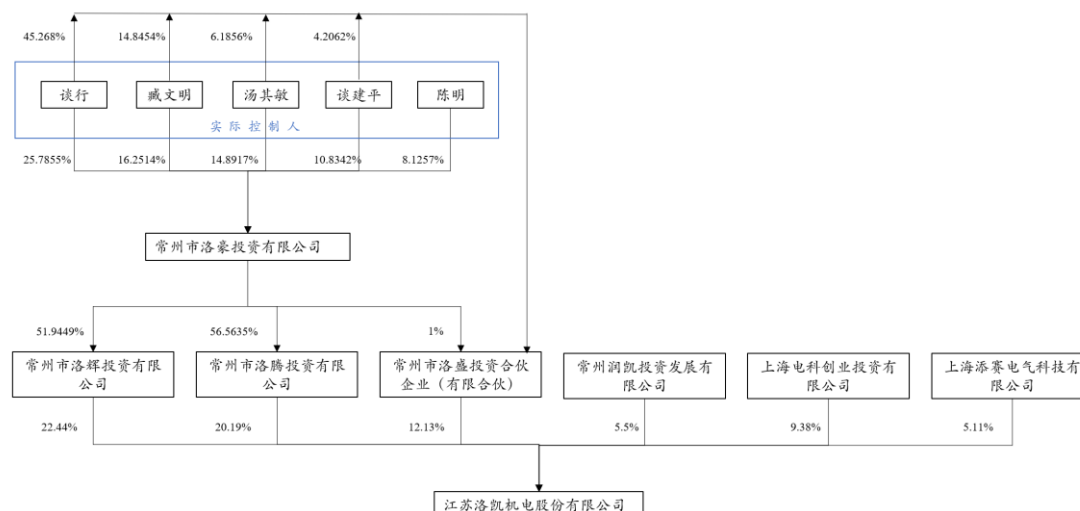 45.268% 14.8454% 6.1856% 4.2062%
谈行 臧文明 汤其敏 谈建平 陈明
实际控制人
25.7855% 16.2514% 14.8917% 10.8342% 8.1257%
常州市洛豪投资有限公司
51.9449% 56.5635% 1%
常州市洛辉投资有限
公司
常州市洛腾投资有限
公司
常州市洛盛投资合伙
企业（有限合伙）
常州润凯投资发展有
限公司
上海电科创业投资有
限公司
上海添赛电气科技有
限公司
22.44% 20.19% 12.13% 5.5% 9.38% 5.11%
江苏洛凯机电股份有限公司